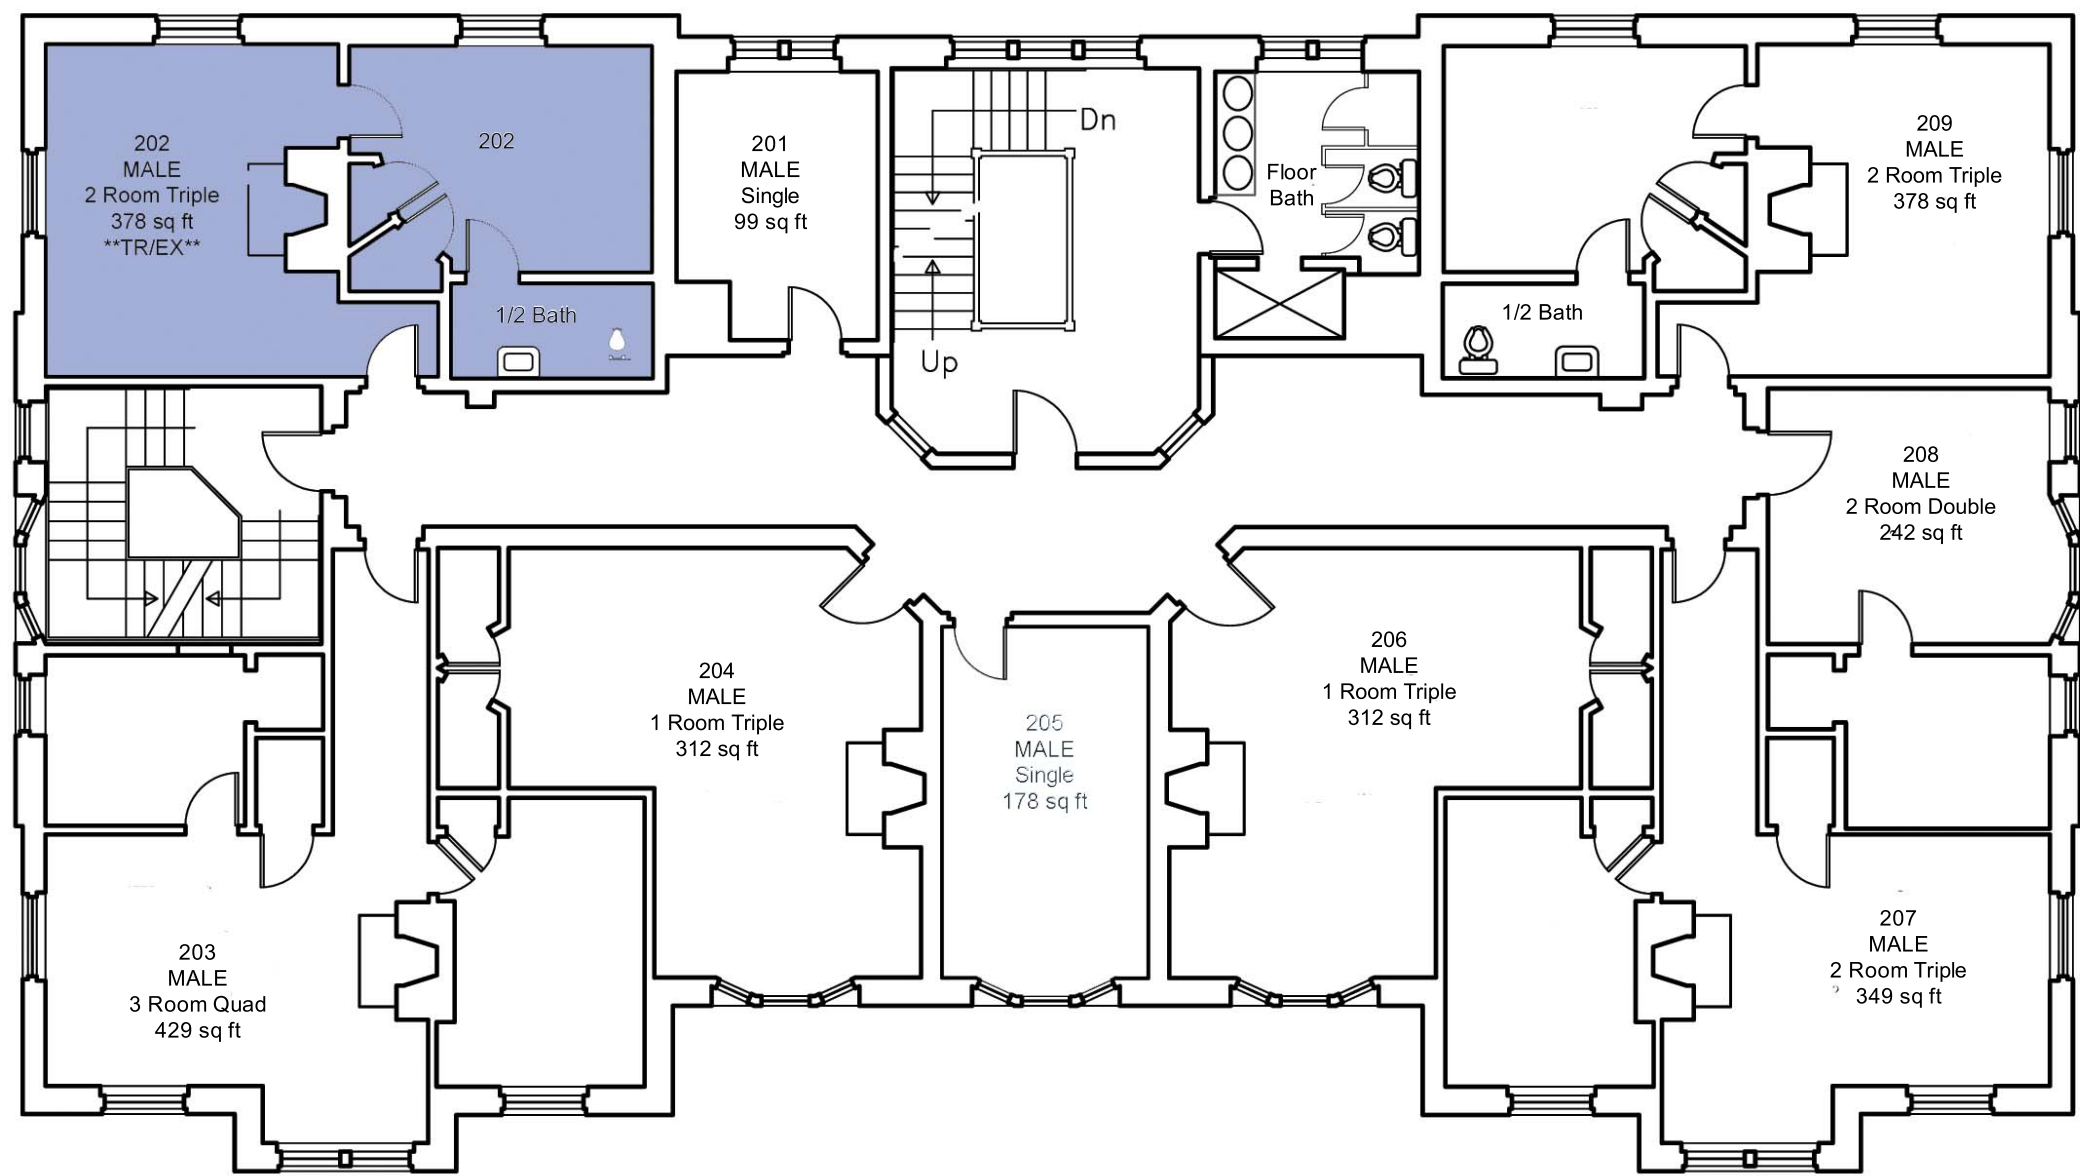 202
MALE
2 Room Triple
378 sq ft
**TR/EX**
202
1/2 Bath
201
MALE
Single
99 sq ft
Dn
Up
Floor
Bath
1/2 Bath
209
MALE
2 Room Triple
378 sq ft
208
MALE
2 Room Double
242 sq ft
203
MALE
3 Room Quad
429 sq ft
204
MALE
1 Room Triple
312 sq ft
205
MALE
Single
178 sq ft
206
MALE
1 Room Triple
312 sq ft
207
MALE
2 Room Triple
349 sq ft